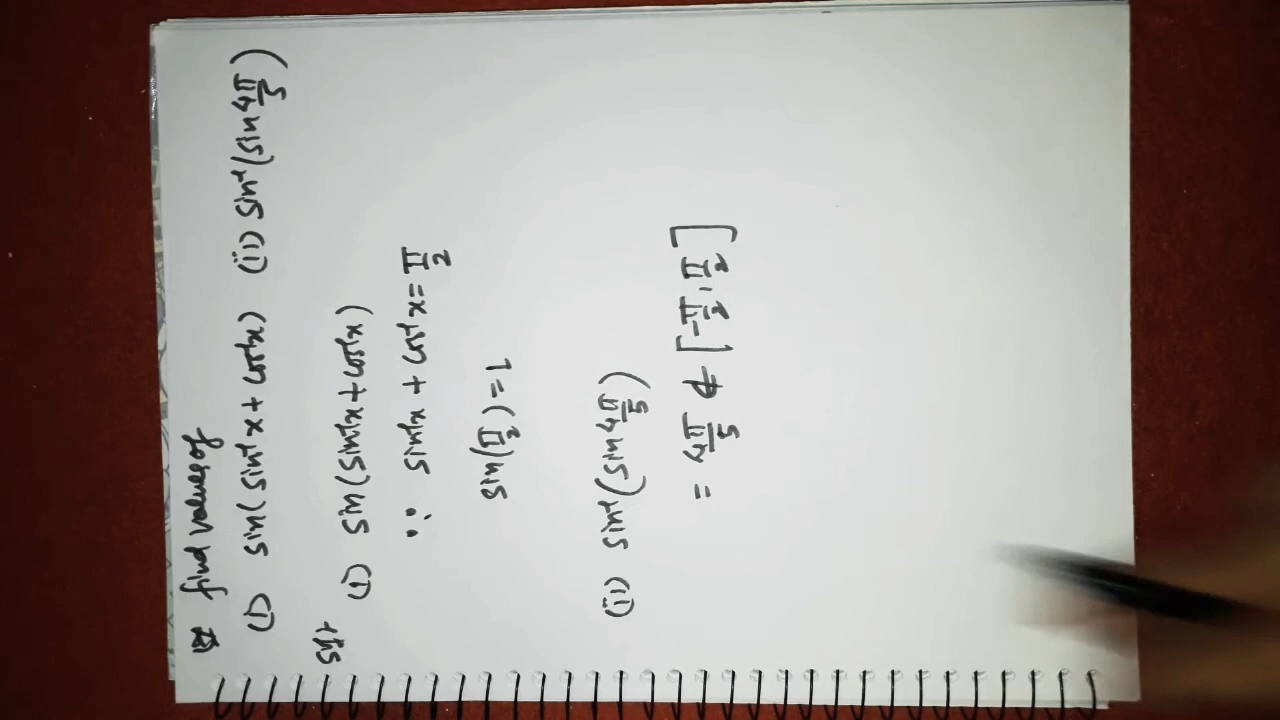 Q1 find values of
(i) sin(sin⁻¹x + cos⁻¹x) (ii) sin⁻¹(sin 4π/5)
Sol
(i) sin(sin⁻¹x + cos⁻¹x)
∵ sin⁻¹x + cos⁻¹x = π/2
sin(π/2) = 1
(ii) sin⁻¹(sin 4π/5)
= 4π/5 ∉ [-π/2, π/2]